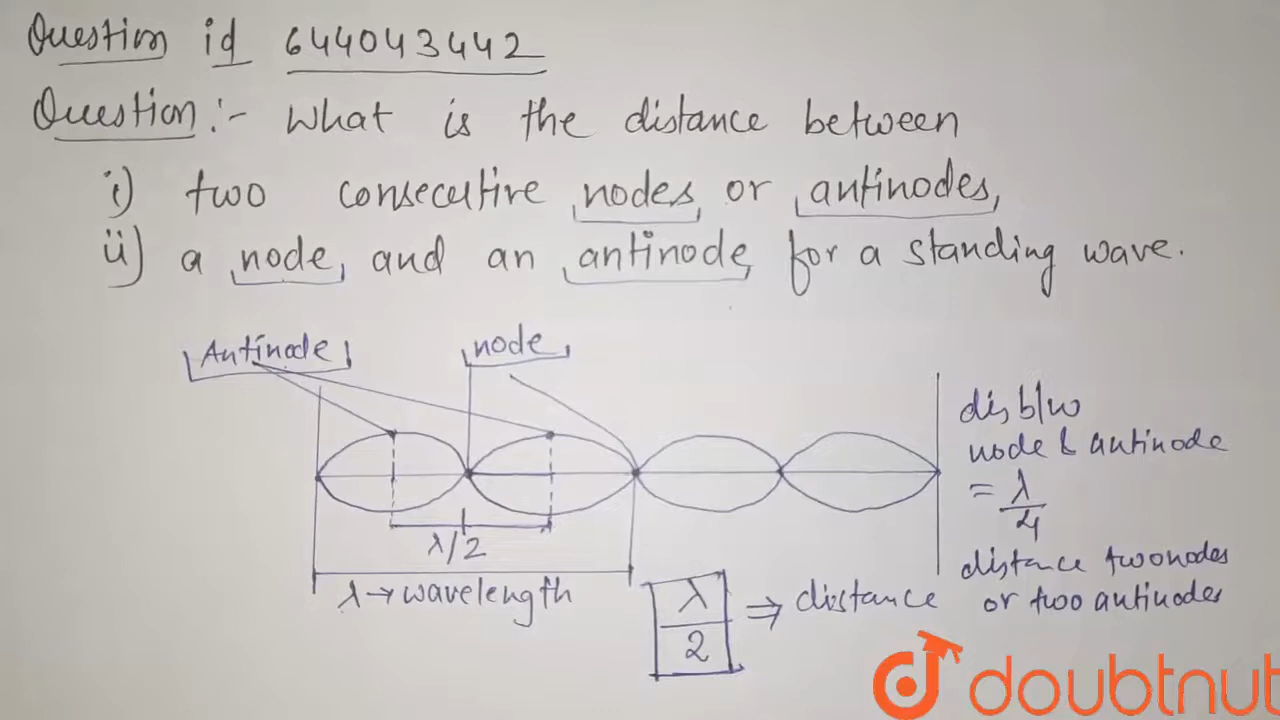 Question id 644043442
Question:- What is the distance between
i) two consecutive nodes or antinodes,
ii) a node and an antinode for a standing wave.
Antinode
node
dis b/w
node & antinode
= λ/4
λ/2
λ → wavelength
λ/2 ⇒ distance
distance two nodes
or two antinodes
doubtnut